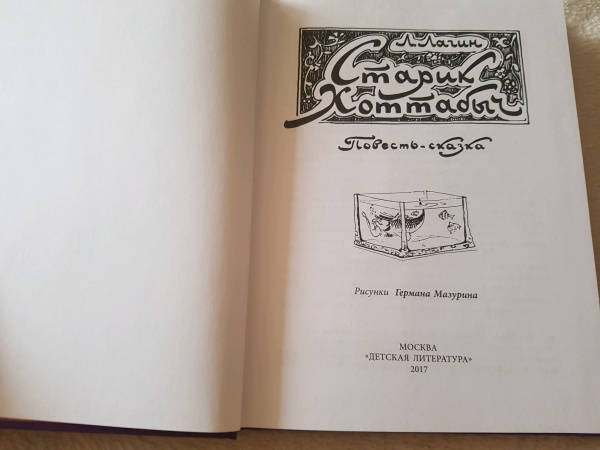 Л. Лагин
Старик
Хоттабыч
Повесть-сказка
Рисунки Германа Мазурина
МОСКВА
«ДЕТСКАЯ ЛИТЕРАТУРА»
2017